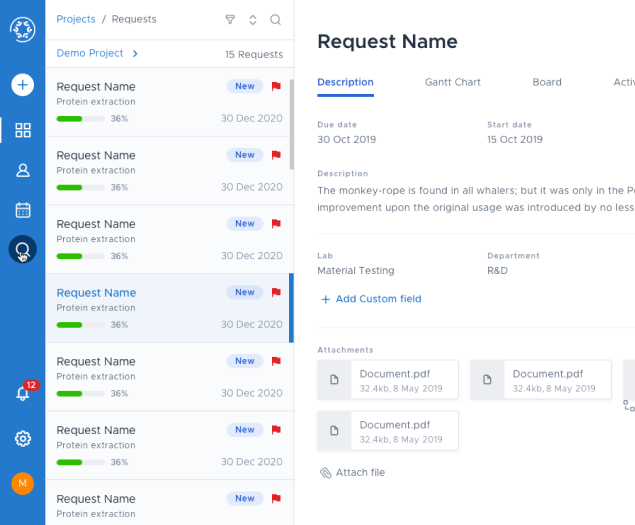 Projects / Requests
Demo Project
15 Requests
Request Name
New
Protein extraction
36%
30 Dec 2020
Request Name
New
Protein extraction
36%
30 Dec 2020
Request Name
New
Protein extraction
36%
30 Dec 2020
Request Name
New
Protein extraction
36%
30 Dec 2020
Request Name
New
Protein extraction
36%
30 Dec 2020
Request Name
New
Protein extraction
36%
30 Dec 2020
Request Name
New
Protein extraction
12
M
Request Name
Description
Gantt Chart
Board
Activ
Due date
Start date
30 Oct 2019
15 Oct 2019
Description
The monkey-rope is found in all whalers; but it was only in the
improvement upon the original usage was introduced by no less
Lab
Department
Material Testing
R&D
Add Custom field
Attachments
Document.pdf
32.4kb, 8 May 2019
Document.pdf
32.4kb, 8 May 2019
Document.pdf
32.4kb, 8 May 2019
Attach file